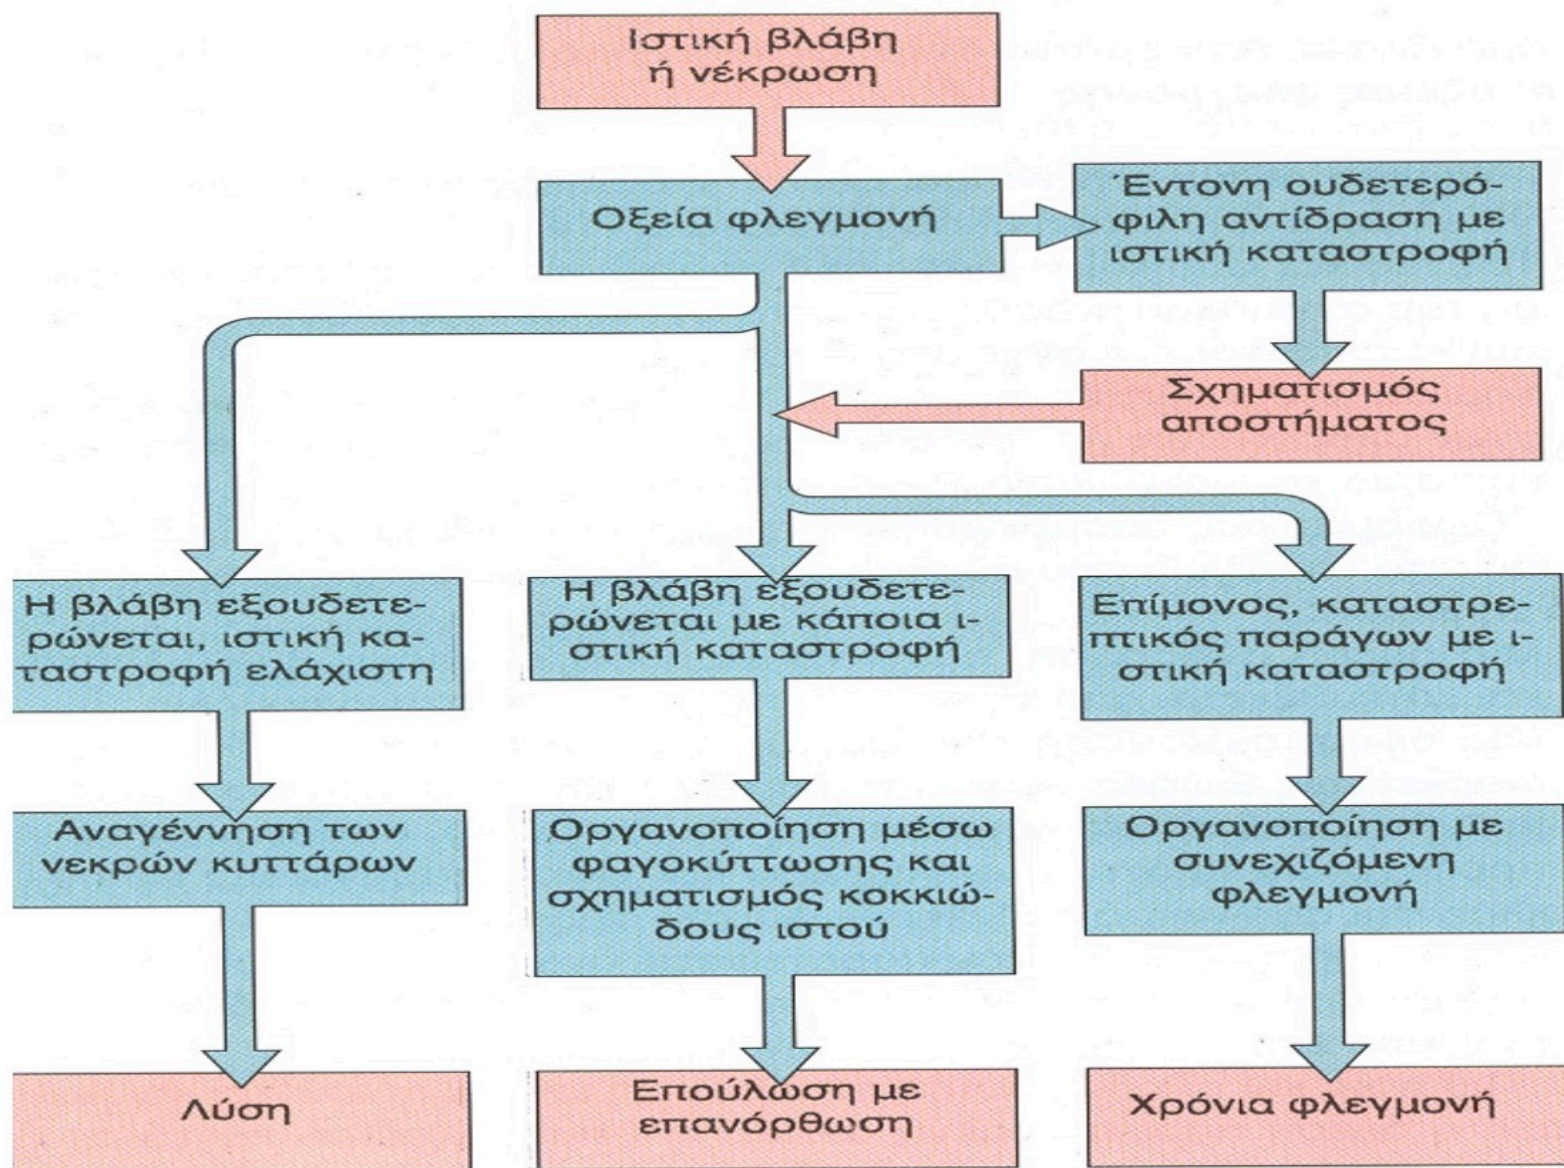 Ιστική βλάβη
ή νέκρωση
Οξεία φλεγμονή
Έντονη ουδετερό-
φιλη αντίδραση με
ιστική καταστροφή
Σχηματισμός
αποστήματος
Η βλάβη εξουδετε-
ρώνεται, ιστική κα-
ταστροφή ελάχιστη
Η βλάβη εξουδετε-
ρώνεται με κάποια ι-
στική καταστροφή
Επίμονος, καταστρε-
πτικός παράγων με ι-
στική καταστροφή
Αναγέννηση των
νεκρών κυττάρων
Οργανοποίηση μέσω
φαγοκύττωσης και
σχηματισμός κοκκιώ-
δους ιστού
Οργανοποίηση με
συνεχιζόμενη
φλεγμονή
Λύση
Επούλωση με
επανόρθωση
Χρόνια φλεγμονή